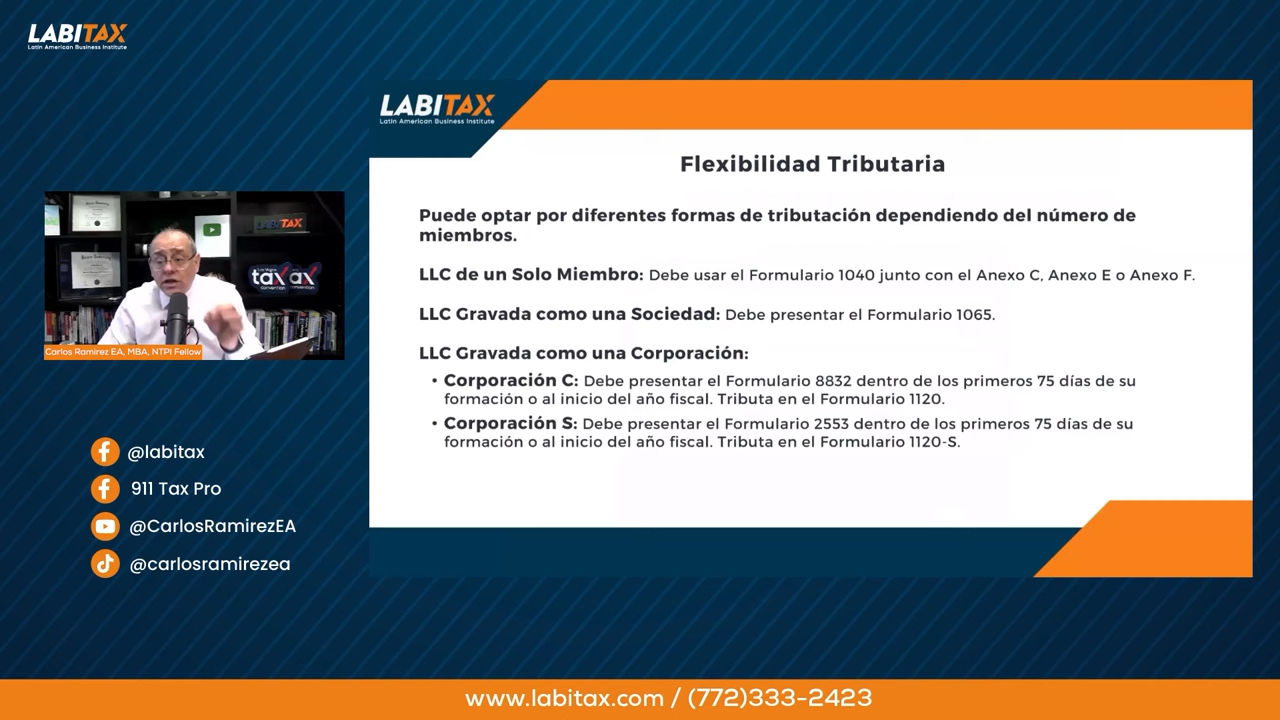 LABITAX
Latin American Business Institute
LABITAX
Latin American Business Institute
Flexibilidad Tributaria
Puede optar por diferentes formas de tributación dependiendo del número de
miembros.
LLC de un Solo Miembro: Debe usar el Formulario 1040 junto con el Anexo C, Anexo E o Anexo F.
LLC Gravada como una Sociedad: Debe presentar el Formulario 1065.
LLC Gravada como una Corporación:
• Corporación C: Debe presentar el Formulario 8832 dentro de los primeros 75 días de su
formación o al inicio del año fiscal. Tributa en el Formulario 1120.
• Corporación S: Debe presentar el Formulario 2553 dentro de los primeros 75 días de su
formación o al inicio del año fiscal. Tributa en el Formulario 1120-S.
LABITAX
tax
tax
Carlos Ramirez EA, MBA, NTPI Fellow
@labitax
911 Tax Pro
@CarlosRamirezEA
@carlosramirezea
www.labitax.com / (772)333-2423